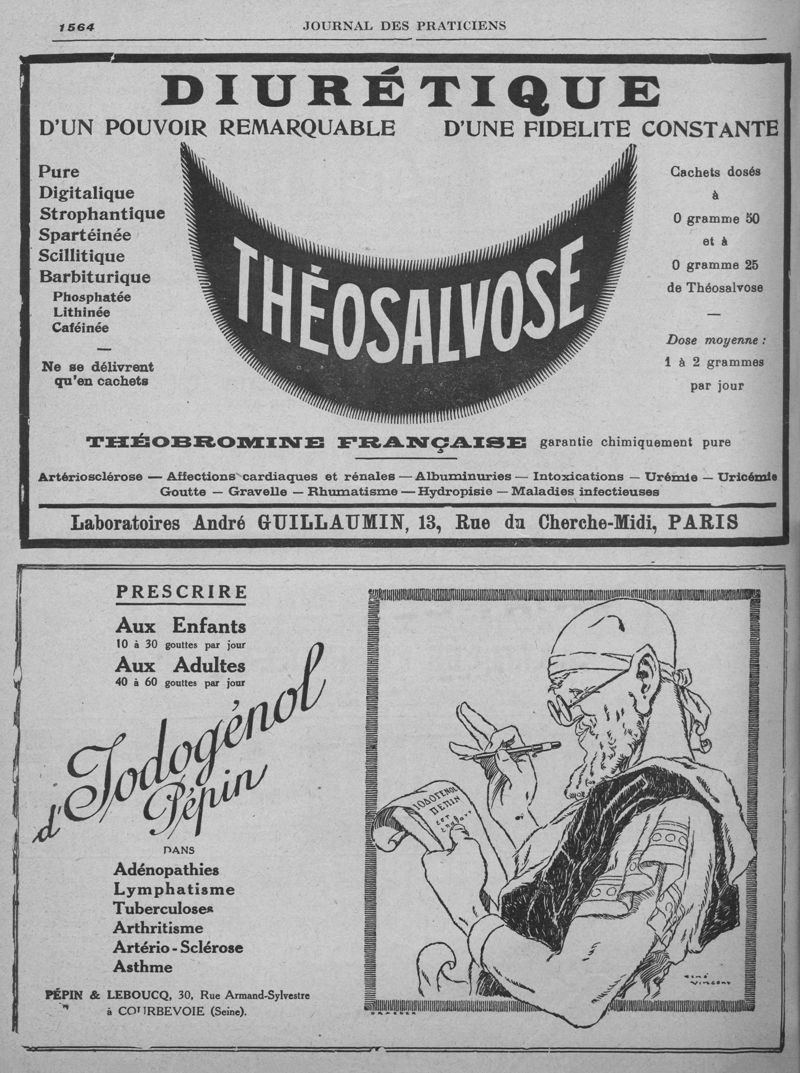 1564
JOURNAL DES PRATICIENS
DIURÉTIQUE
D'UN POUVOIR REMARQUABLE D'UNE FIDELITE CONSTANTE
Pure
Digitalique
Strophantique
Spartéinée
Scillitique
Barbiturique
Phosphatée
Lithinée
Caféinée
Ne se délivrent
qu'en cachets
THÉOSALVOSE
Cachets dosés
à
0 gramme 50
et à
0 gramme 25
de Théosalvose
Dose moyenne :
1 à 2 grammes
par jour
THÉOBROMINE FRANÇAISE garantie chimiquement pure
Artériosclérose — Affections cardiaques et rénales — Albuminuries — Intoxications — Urémie — Uricémie
Goutte — Gravelle — Rhumatisme — Hydropisie — Maladies infectieuses
Laboratoires André GUILLAUMIN, 13, Rue du Cherche-Midi, PARIS
PRESCRIRE
Aux Enfants
10 à 30 gouttes par jour
Aux Adultes
40 à 60 gouttes par jour
d'Iodogénol
Pépin
DANS
Adénopathies
Lymphatisme
Tuberculoses
Arthritisme
Artério-Sclérose
Asthme
PÉPIN & LEBOUCQ, 30, Rue Armand-Sylvestre
à COURBEVOIE (Seine).
IODOGENOL
PEPIN
René
Vincent
DRAEGER